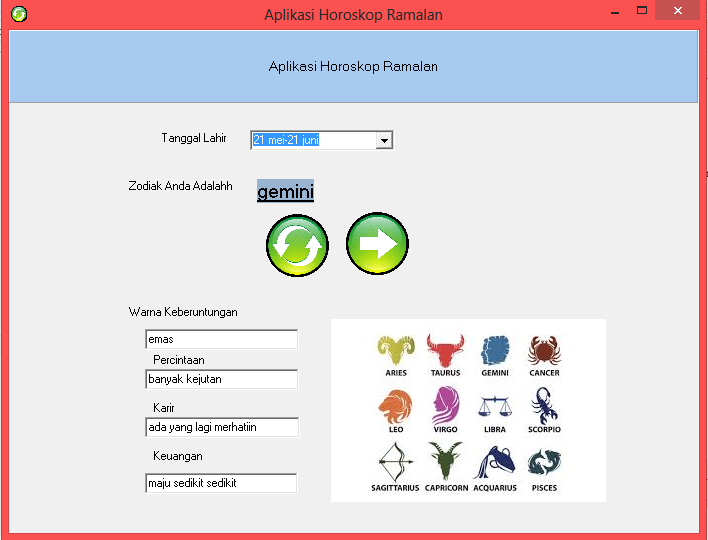 Aplikasi Horoskop Ramalan
Aplikasi Horoskop Ramalan
Tanggal Lahir
21 mei-21 juni
Zodiak Anda Adalahh
gemini
Warna Keberuntungan
emas
Percintaan
banyak kejutan
Karir
ada yang lagi merhatiin
Keuangan
maju sedikit sedikit
ARIES TAURUS GEMINI CANCER
LEO VIRGO LIBRA SCORPIO
SAGITTARIUS CAPRICORN ACQUARIUS PISCES